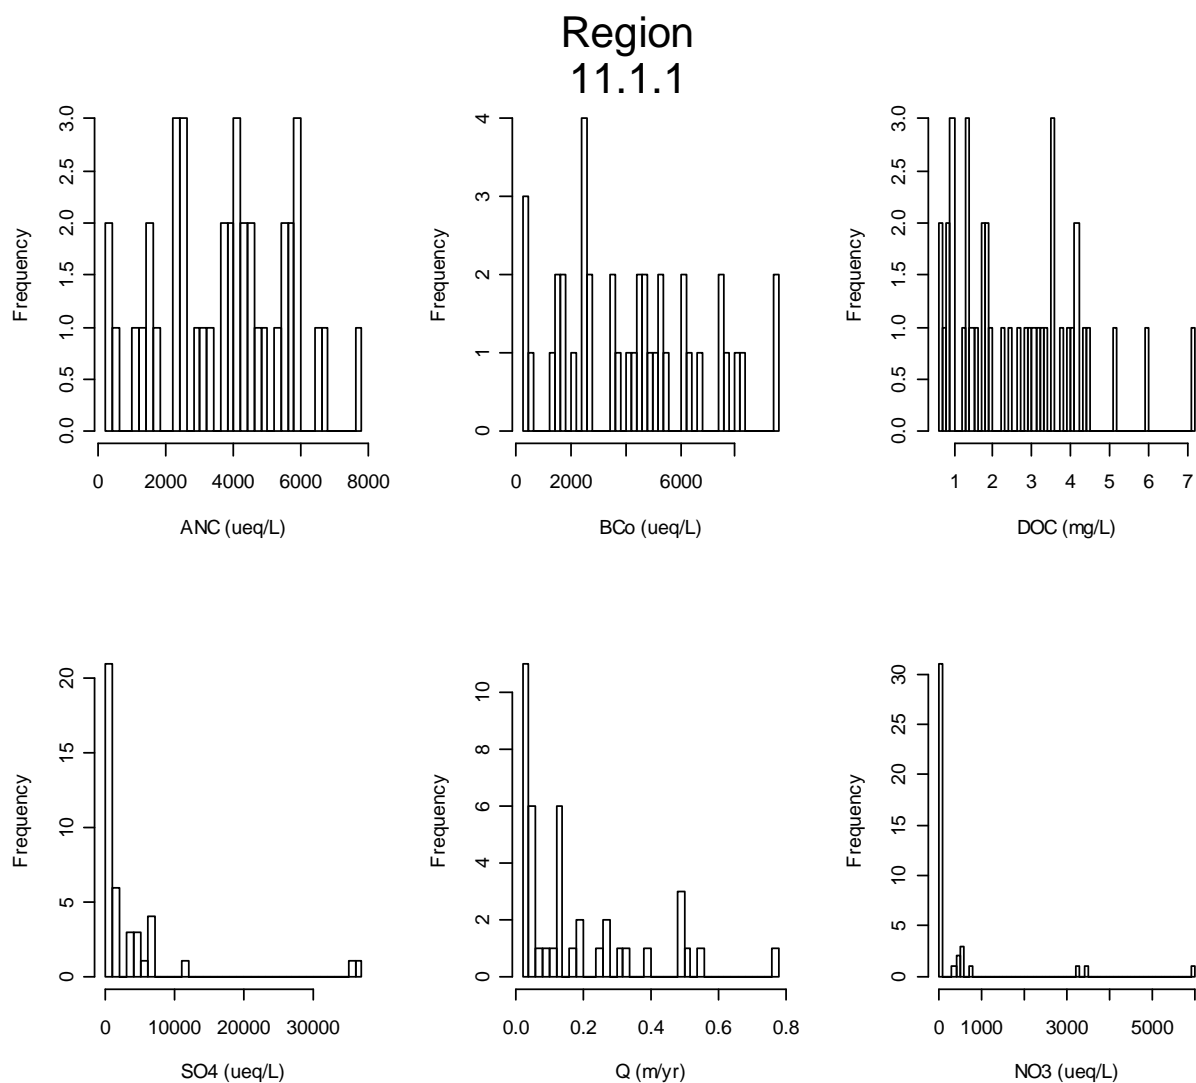 Region
11.1.1
Frequency
0.0 0.5 1.0 1.5 2.0 2.5 3.0
0 2000 4000 6000 8000
ANC (ueq/L)
Frequency
0 1 2 3 4
0 2000 6000
BCo (ueq/L)
Frequency
0.0 0.5 1.0 1.5 2.0 2.5 3.0
1 2 3 4 5 6 7
DOC (mg/L)
Frequency
0 5 10 15 20
0 10000 20000 30000
SO4 (ueq/L)
Frequency
0 2 4 6 8 10
0.0 0.2 0.4 0.6 0.8
Q (m/yr)
Frequency
0 5 10 15 20 25 30
0 1000 3000 5000
NO3 (ueq/L)